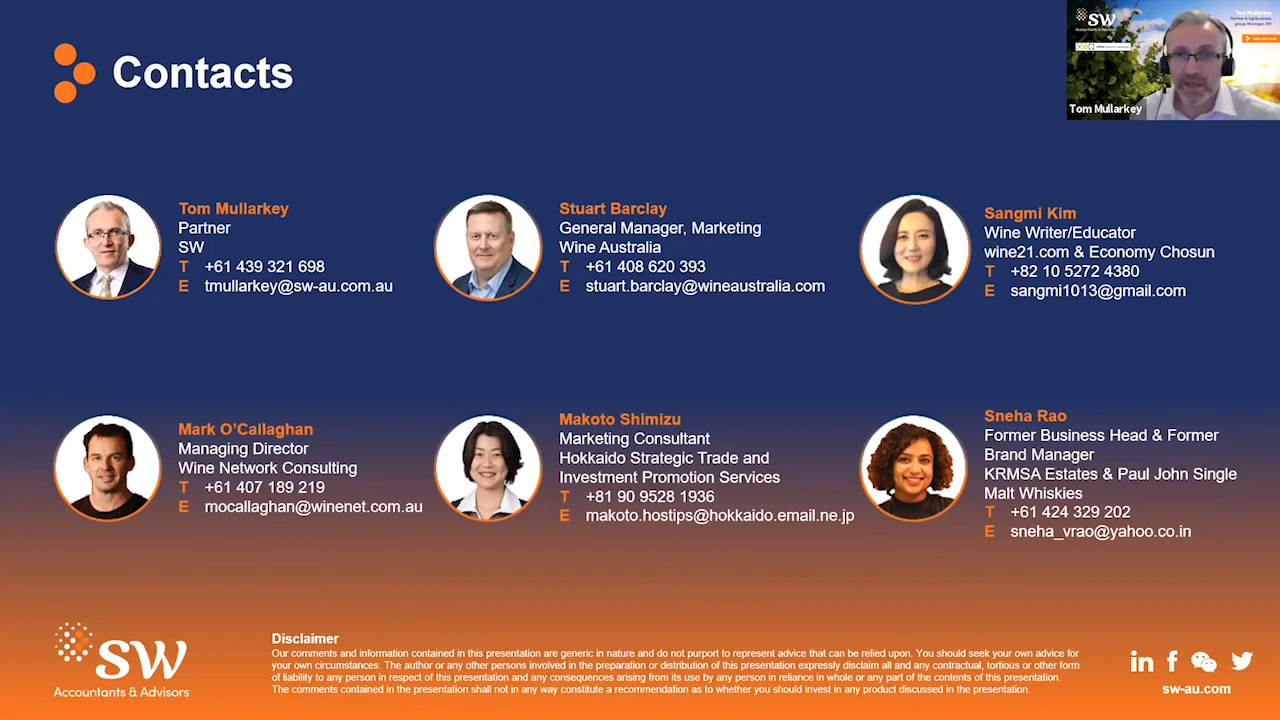 Contacts
SW
Accountants & Advisors
Tom Mullarkey
Partner & Agribusiness
group Manager, SW
Tom Mullarkey
Tom Mullarkey
Partner
SW
T +61 439 321 698
E tmullarkey@sw-au.com.au
Stuart Barclay
General Manager, Marketing
Wine Australia
T +61 408 620 393
E stuart.barclay@wineaustralia.com
Sangmi Kim
Wine Writer/Educator
wine21.com & Economy Chosun
T +82 10 5272 4380
E sangmi1013@gmail.com
Mark O’Callaghan
Managing Director
Wine Network Consulting
T +61 407 189 219
E mocallaghan@winenet.com.au
Makoto Shimizu
Marketing Consultant
Hokkaido Strategic Trade and
Investment Promotion Services
T +81 90 9528 1936
E makoto.hostips@hokkaido.email.ne.jp
Sneha Rao
Former Business Head & Former
Brand Manager
KRMSA Estates & Paul John Single
Malt Whiskies
T +61 424 329 202
E sneha_vrao@yahoo.co.in
SW
Accountants & Advisors
Disclaimer
Our comments and information contained in this presentation are generic in nature and do not purport to represent advice that can be relied upon. You should seek your own advice for
your own circumstances. The author or any other persons involved in the preparation or distribution of this presentation expressly disclaim all and any contractual, tortious or other form
of liability to any person in respect of this presentation and any consequences arising from its use by any person in reliance in whole or any part of the contents of this presentation.
The comments contained in the presentation shall not in any way constitute a recommendation as to whether you should invest in any product discussed in the presentation.
in f
sw-au.com